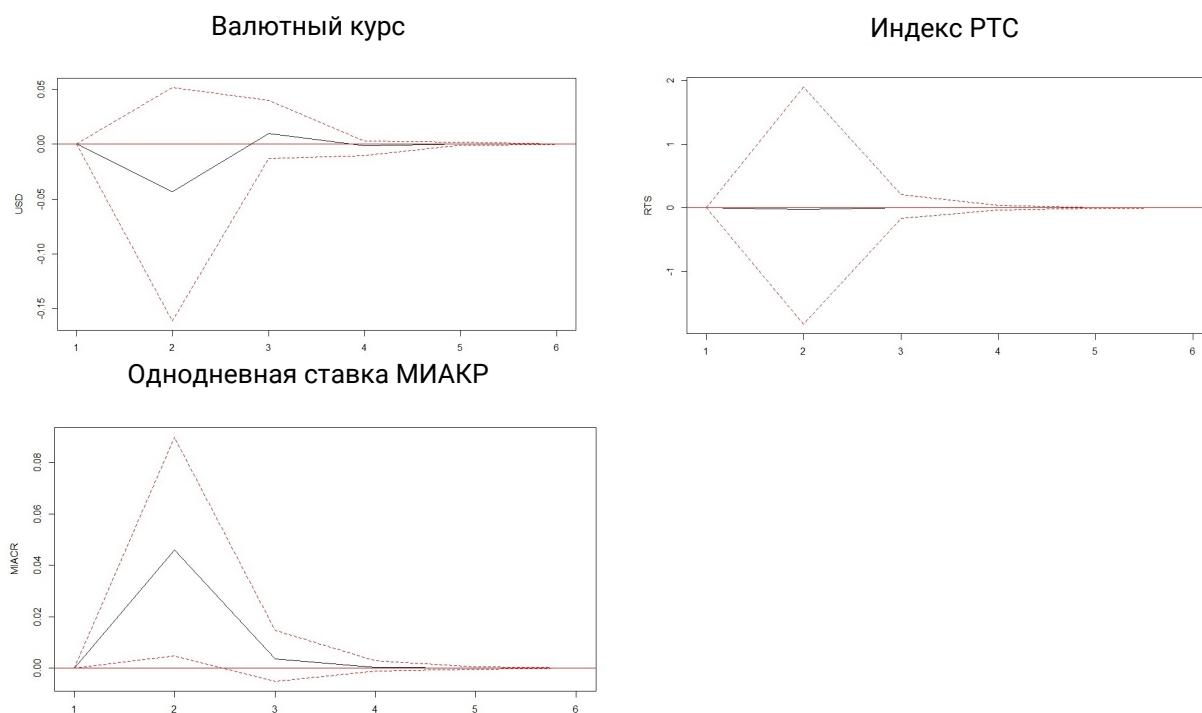 Валютный курс
Индекс РТС
0.05
0.00
-0.05
-0.10
-0.15
USD
1 2 3 4 5 6
2
1
0
-1
RTS
1 2 3 4 5 6
Однодневная ставка МИАКР
0.08
0.06
0.04
0.02
0.00
MIACR
1 2 3 4 5 6